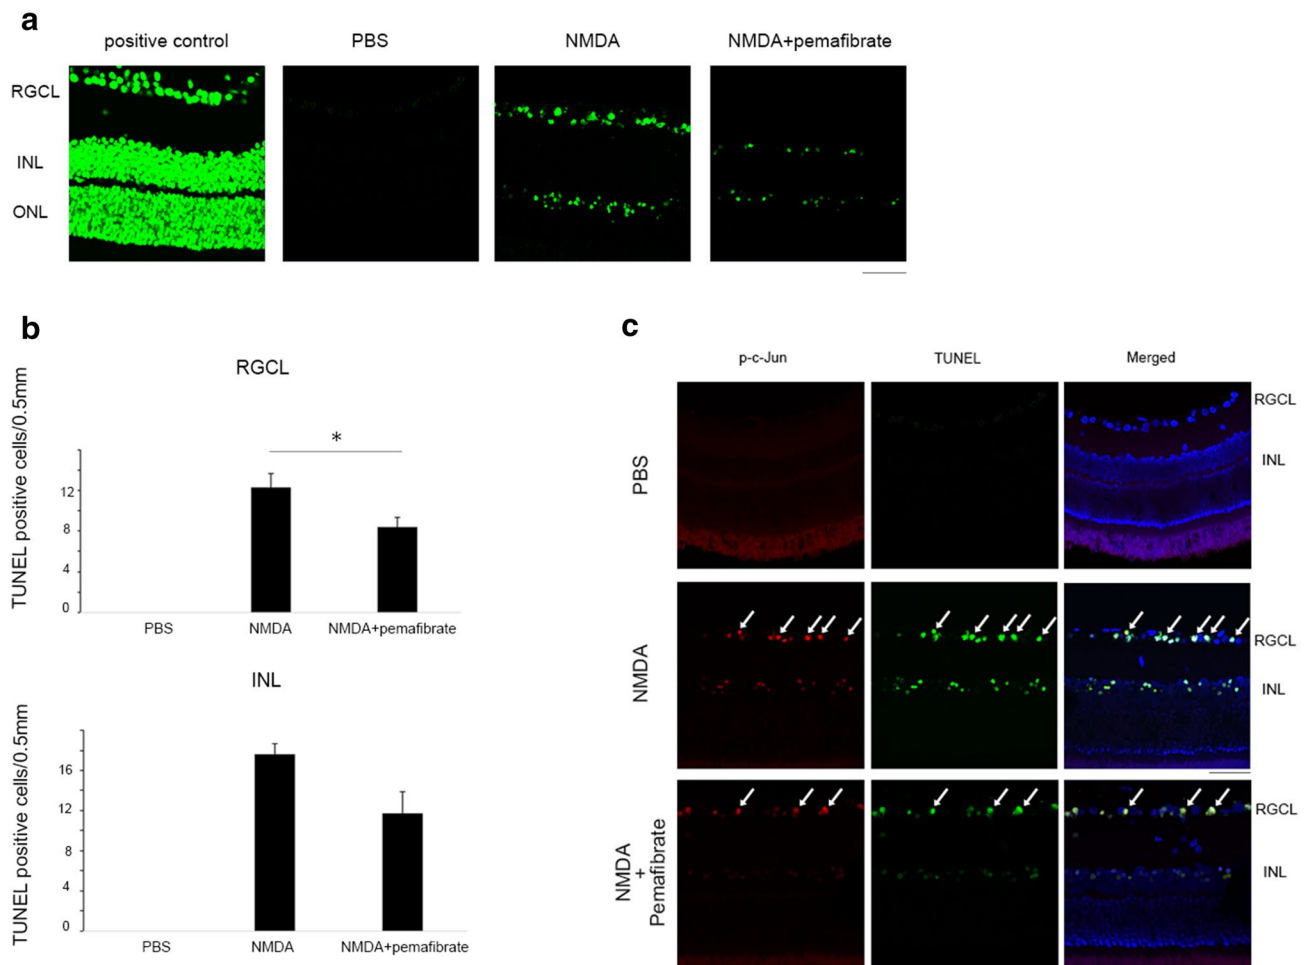 a
positive control
PBS
NMDA
NMDA+pemafibrate
RGCL
INL
ONL
b
RGCL
TUNEL positive cells/0.5mm
12
8
4
0
*
PBS
NMDA
NMDA+pemafibrate
INL
TUNEL positive cells/0.5mm
16
12
8
4
0
PBS
NMDA
NMDA+pemafibrate
c
p-c-Jun
TUNEL
Merged
PBS
RGCL
INL
NMDA
RGCL
INL
NMDA
+
Pemafibrate
RGCL
INL